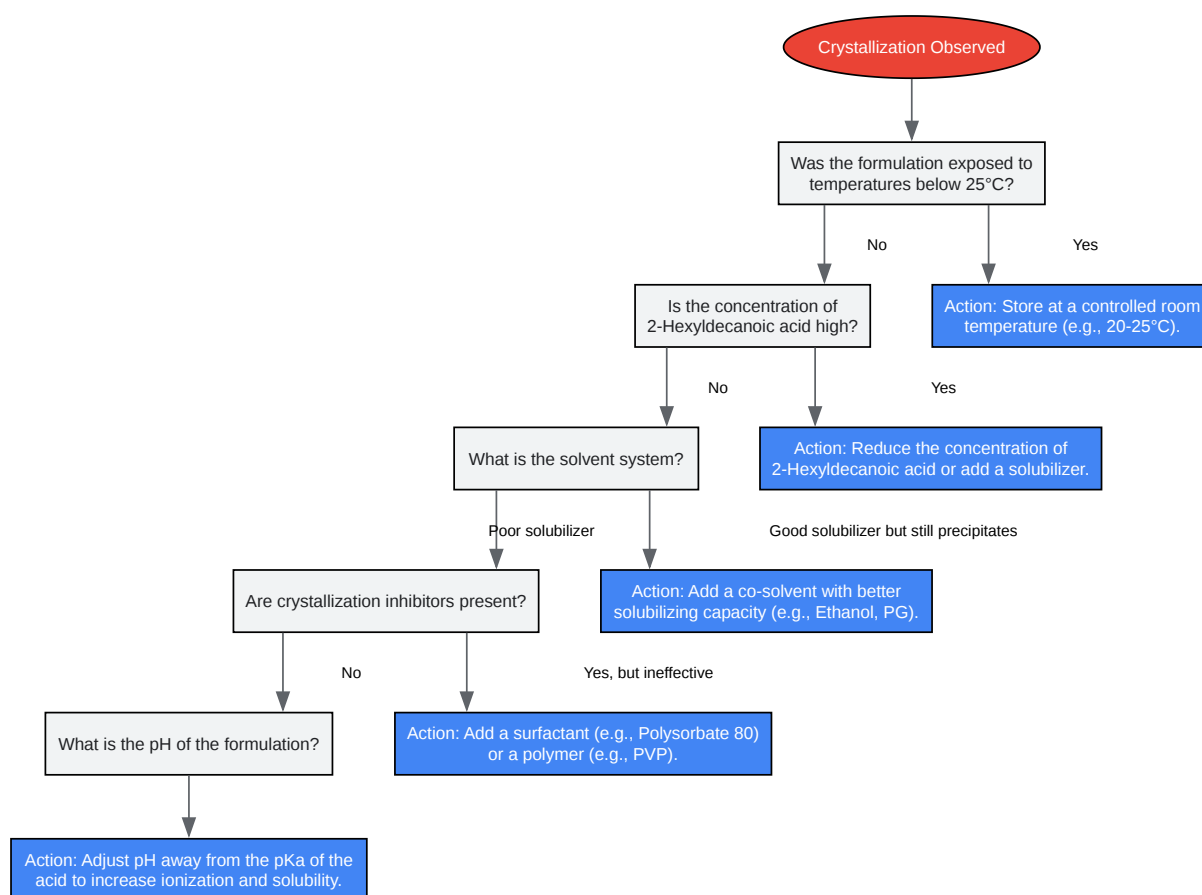 Crystallization Observed
Was the formulation exposed to
temperatures below 25°C?
No
Yes
Is the concentration of
2-Hexyldecanoic acid high?
Action: Store at a controlled room
temperature (e.g., 20-25°C).
No
Yes
What is the solvent system?
Action: Reduce the concentration of
2-Hexyldecanoic acid or add a solubilizer.
Poor solubilizer
Good solubilizer but still precipitates
Are crystallization inhibitors present?
Action: Add a co-solvent with better
solubilizing capacity (e.g., Ethanol, PG).
No
Yes, but ineffective
What is the pH of the formulation?
Action: Add a surfactant (e.g., Polysorbate 80)
or a polymer (e.g., PVP).
Action: Adjust pH away from the pKa of the
acid to increase ionization and solubility.